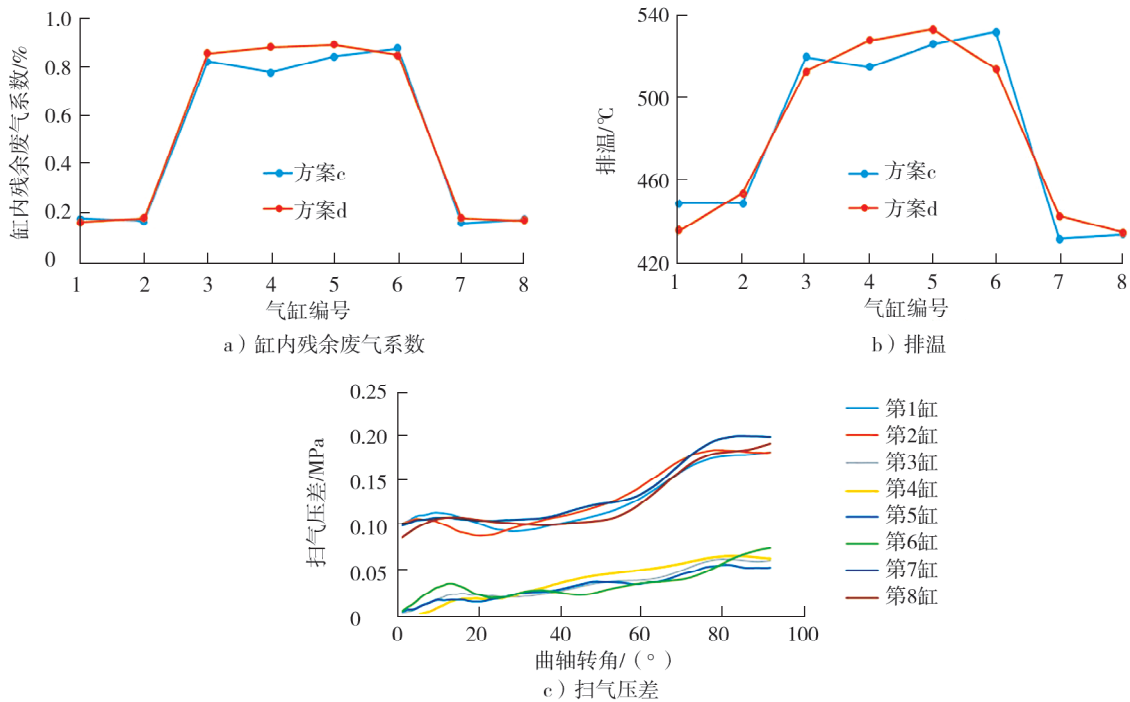 缸内残余废气系数/%
1.0
0.8
0.6
0.4
0.2
0
方案c
方案d
1 2 3 4 5 6 7 8
气缸编号
a）缸内残余废气系数
排温/℃
540
500
460
420
方案c
方案d
1 2 3 4 5 6 7 8
气缸编号
b）排温
扫气压差/MPa
0.25
0.20
0.15
0.10
0.05
0
0 20 40 60 80 100
曲轴转角/（°）
第1缸
第2缸
第3缸
第4缸
第5缸
第6缸
第7缸
第8缸
c）扫气压差